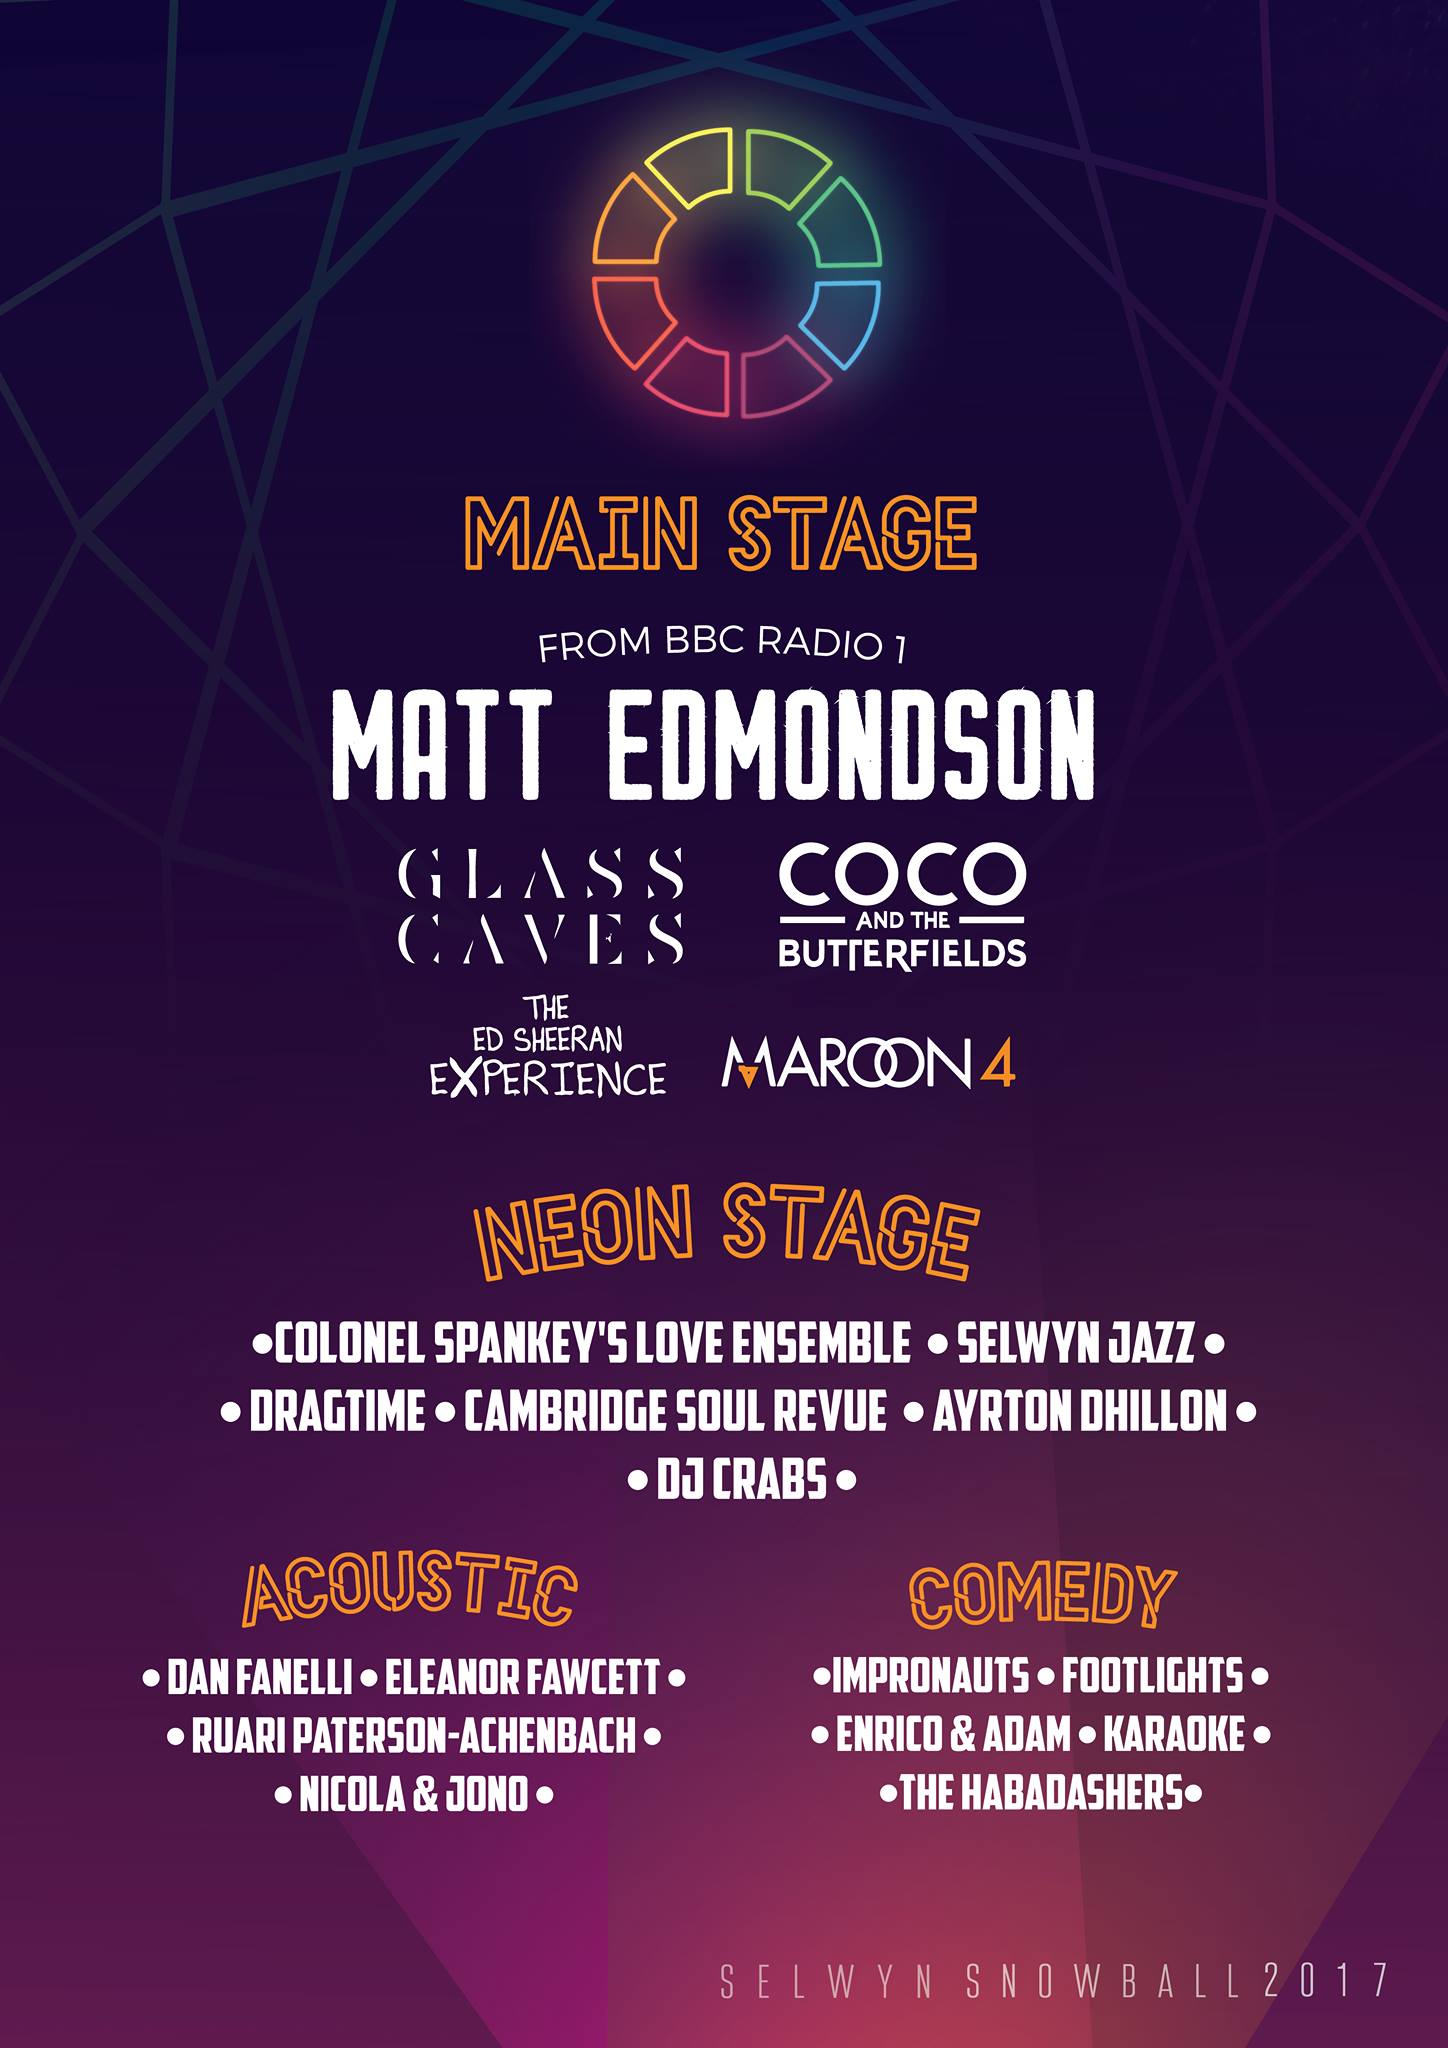 MAIN STAGE
FROM BBC RADIO 1
MATT EDMONDSON
GLASS
CAVES
COCO
AND THE
BUTTERFIELDS
THE
ED SHEERAN
EXPERIENCE
MAROON 4
NEON STAGE
•COLONEL SPANKEY'S LOVE ENSEMBLE • SELWYN JAZZ •
• DRAGTIME • CAMBRIDGE SOUL REVUE • AYRTON DHILLON •
• DJ CRABS •
ACOUSTIC
• DAN FANELLI • ELEANOR FAWCETT •
• RUARI PATERSON-ACHENBACH •
• NICOLA & JONO •
COMEDY
•IMPRONAUTS • FOOTLIGHTS •
• ENRICO & ADAM • KARAOKE •
•THE HABADASHERS•
SELWYN SNOWBALL 2017